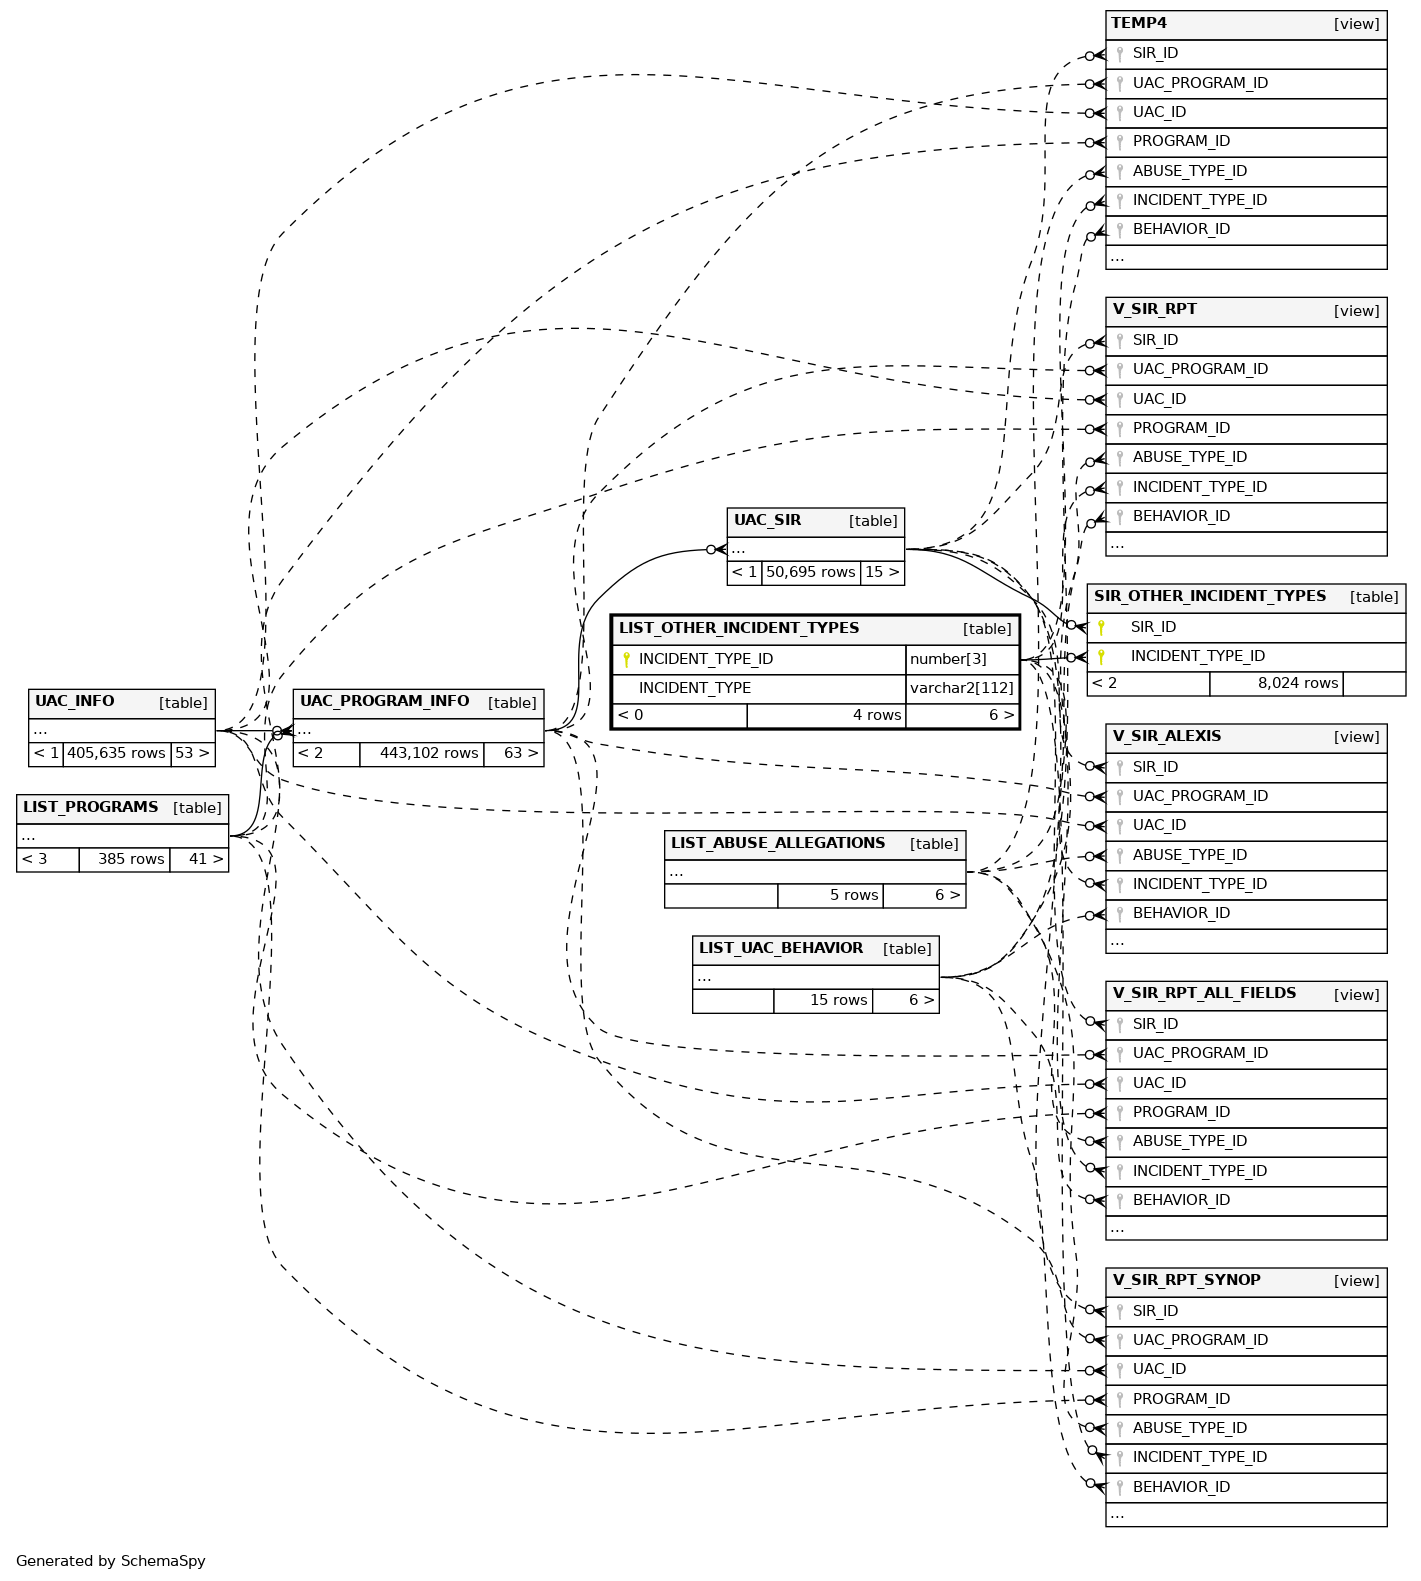 TEMP4 [view]
SIR_ID
UAC_PROGRAM_ID
UAC_ID
PROGRAM_ID
ABUSE_TYPE_ID
INCIDENT_TYPE_ID
BEHAVIOR_ID
...
V_SIR_RPT [view]
SIR_ID
UAC_PROGRAM_ID
UAC_ID
PROGRAM_ID
ABUSE_TYPE_ID
INCIDENT_TYPE_ID
BEHAVIOR_ID
...
UAC_SIR [table]
...
< 1 50,695 rows 15 >
SIR_OTHER_INCIDENT_TYPES [table]
SIR_ID
INCIDENT_TYPE_ID
< 2 8,024 rows
LIST_OTHER_INCIDENT_TYPES [table]
INCIDENT_TYPE_ID number[3]
INCIDENT_TYPE varchar2[112]
< 0 4 rows 6 >
UAC_INFO [table]
...
< 1 405,635 rows 53 >
UAC_PROGRAM_INFO [table]
...
< 2 443,102 rows 63 >
LIST_PROGRAMS [table]
...
< 3 385 rows 41 >
V_SIR_ALEXIS [view]
SIR_ID
UAC_PROGRAM_ID
UAC_ID
ABUSE_TYPE_ID
INCIDENT_TYPE_ID
BEHAVIOR_ID
...
LIST_ABUSE_ALLEGATIONS [table]
...
5 rows 6 >
LIST_UAC_BEHAVIOR [table]
...
15 rows 6 >
V_SIR_RPT_ALL_FIELDS [view]
SIR_ID
UAC_PROGRAM_ID
UAC_ID
PROGRAM_ID
ABUSE_TYPE_ID
INCIDENT_TYPE_ID
BEHAVIOR_ID
...
V_SIR_RPT_SYNOP [view]
SIR_ID
UAC_PROGRAM_ID
UAC_ID
PROGRAM_ID
ABUSE_TYPE_ID
INCIDENT_TYPE_ID
BEHAVIOR_ID
...
Generated by SchemaSpy